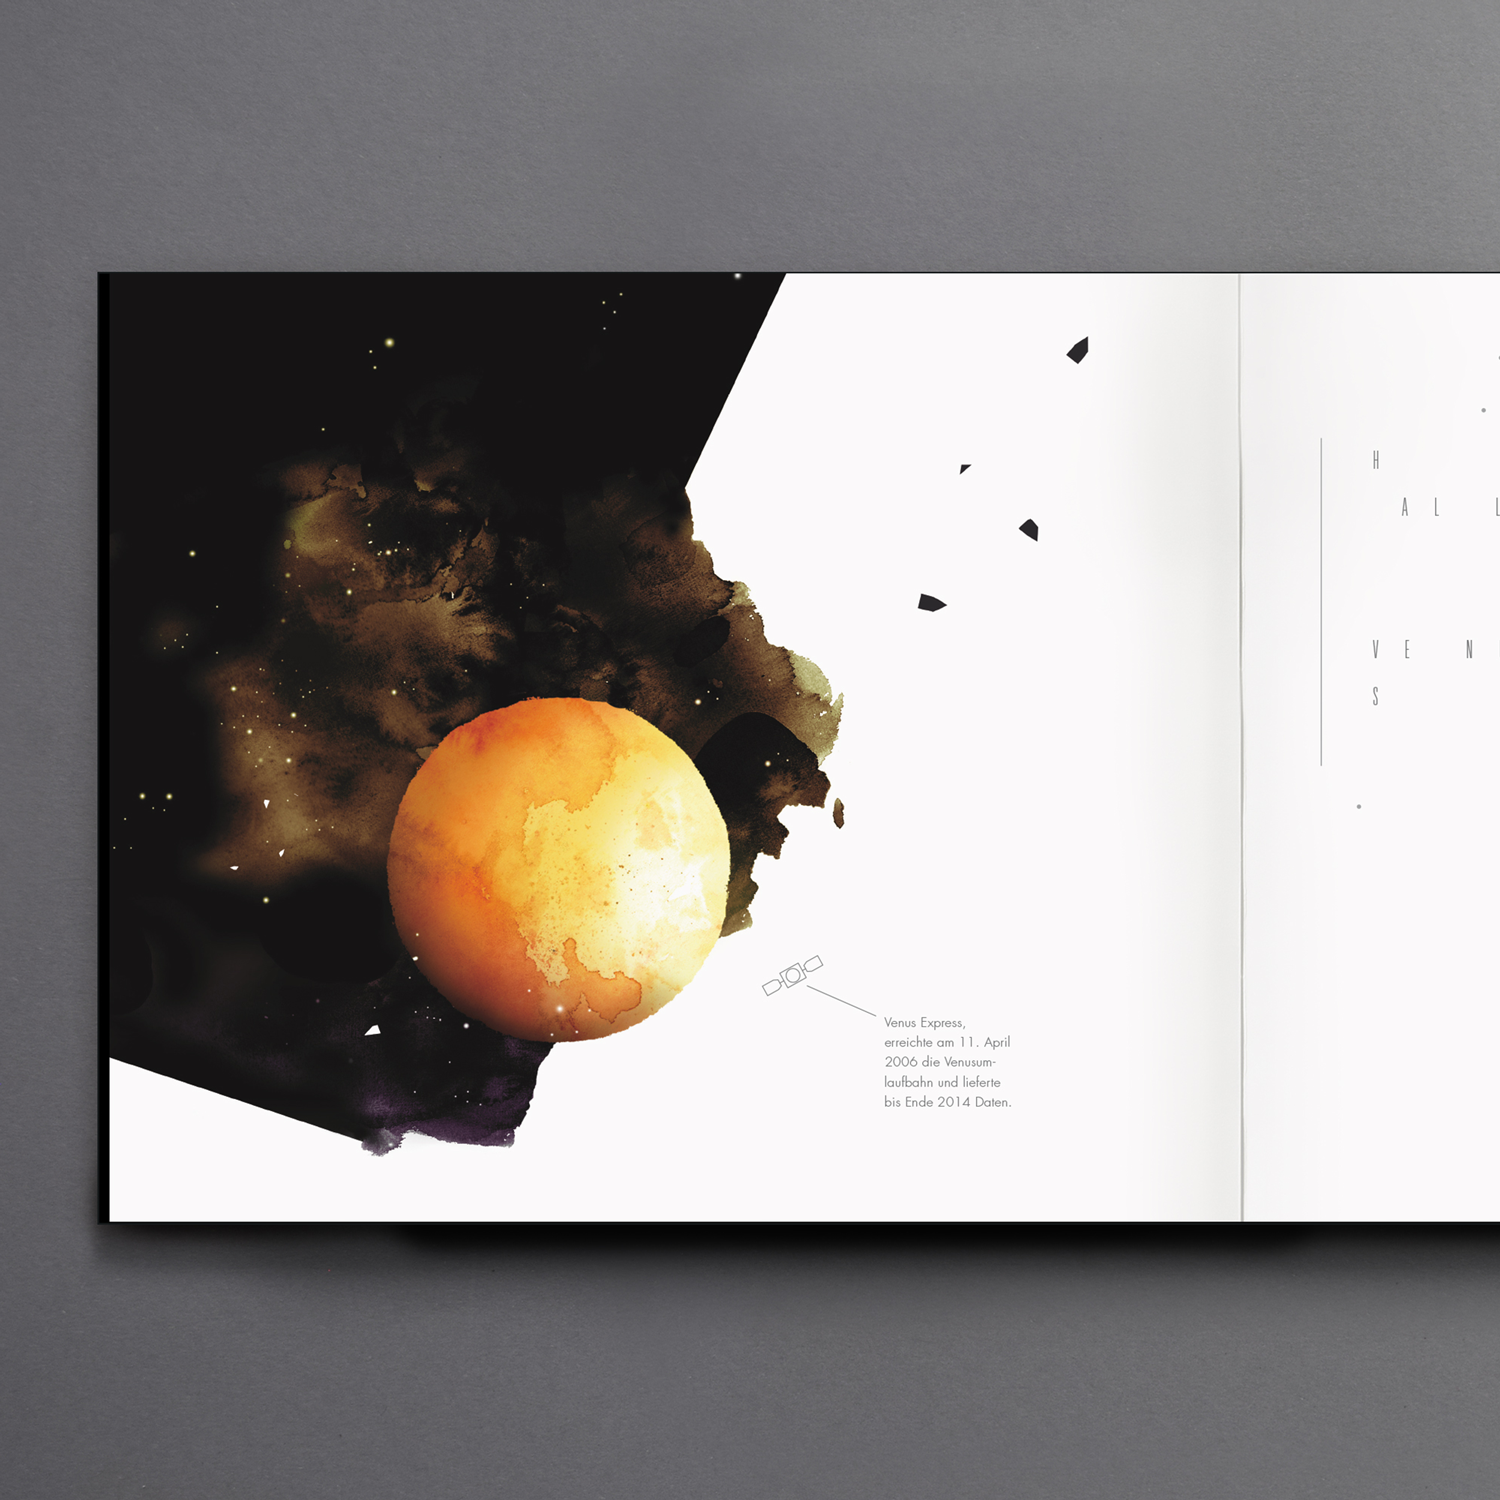 Venus Express,
erreichte am 11. April
2006 die Venusum-
laufbahn und lieferte
bis Ende 2014 Daten.
H
A L L
V E N
S